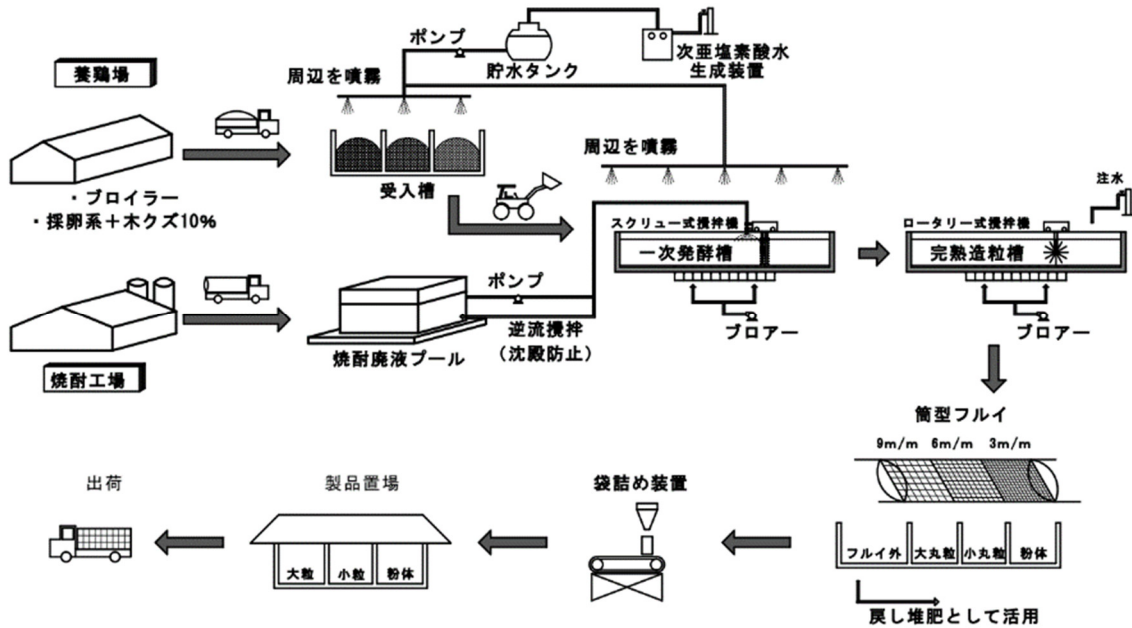 養鶏場
・ブロイラー
・採卵系＋木クズ10%
周辺を噴霧
ポンプ
貯水タンク
次亜塩素酸水
生成装置
受入槽
周辺を噴霧
焼酎工場
焼酎廃液プール
ポンプ
逆流攪拌
（沈殿防止）
スクリュー式攪拌機
一次発酵槽
ブロアー
注水
ロータリー式攪拌機
完熟造粒槽
ブロアー
筒型フルイ
9m/m 6m/m 3m/m
フルイ外 大丸粒 小丸粒 粉体
戻し堆肥として活用
袋詰め装置
製品置場
大粒 小粒 粉体
出荷